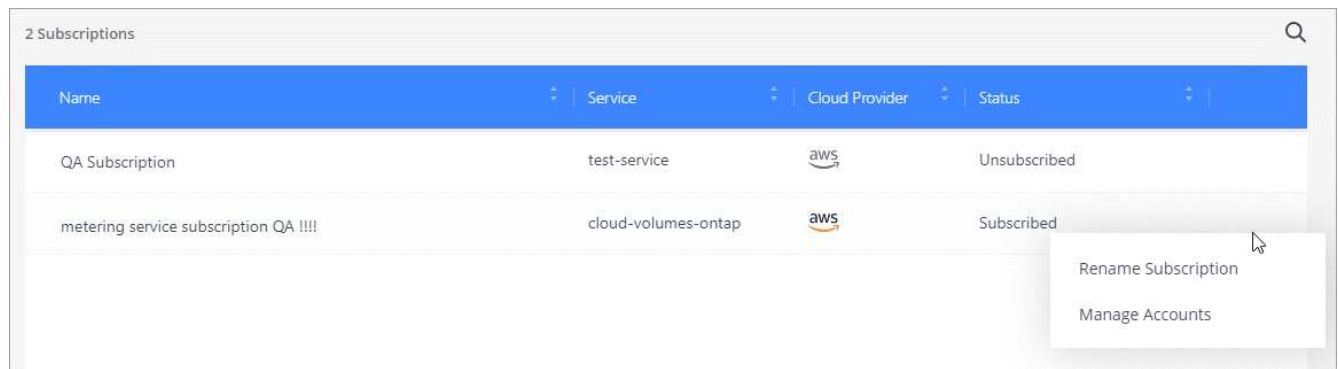 2 Subscriptions
Name Service Cloud Provider Status
QA Subscription test-service aws Unsubscribed
metering service subscription QA !!!! cloud-volumes-ontap aws Subscribed
Rename Subscription
Manage Accounts